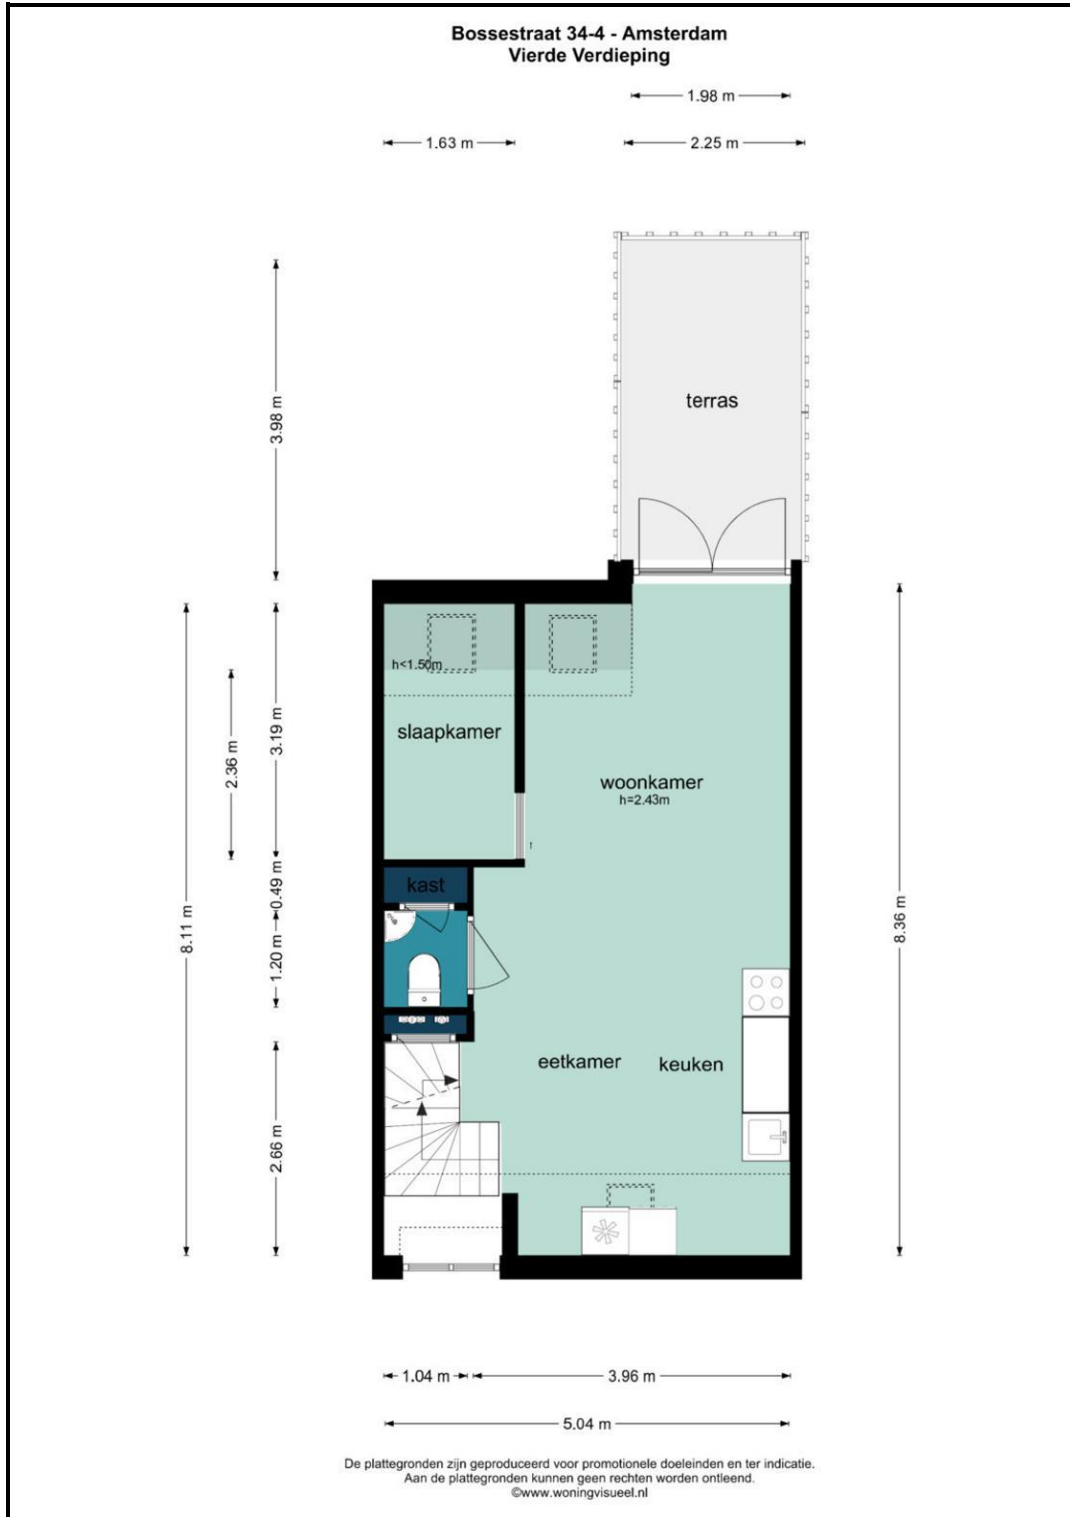 Bossestraat 34-4 - Amsterdam
Vierde Verdieping
1.98 m
1.63 m
2.25 m
3.98 m
terras
h<1.50m
slaapkamer
woonkamer
h=2.43m
3.19 m
2.36 m
kast
0.49 m
8.11 m
8.36 m
1.20 m
eetkamer
keuken
2.66 m
1.04 m
3.96 m
5.04 m
De plattegronden zijn geproduceerd voor promotionele doeleinden en ter indicatie.
Aan de plattegronden kunnen geen rechten worden ontleend.
©www.woningvisueel.nl